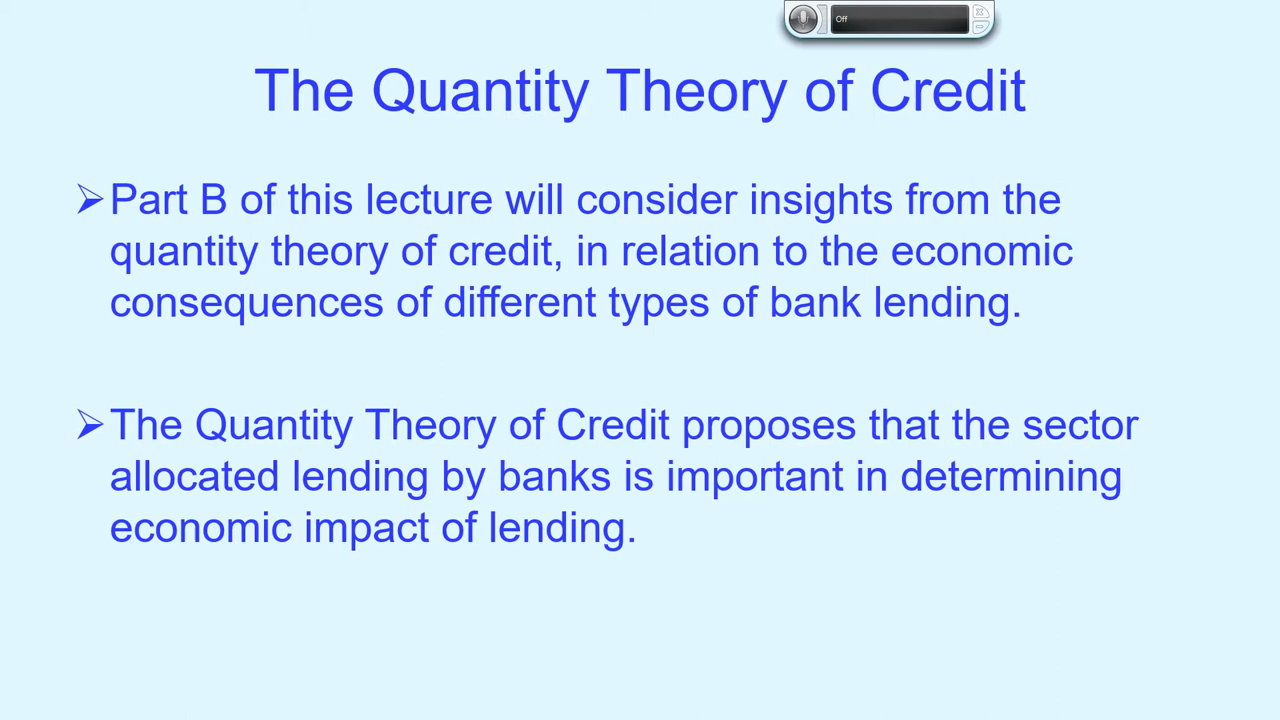 Off
The Quantity Theory of Credit
➢Part B of this lecture will consider insights from the
quantity theory of credit, in relation to the economic
consequences of different types of bank lending.
➢The Quantity Theory of Credit proposes that the sector
allocated lending by banks is important in determining
economic impact of lending.